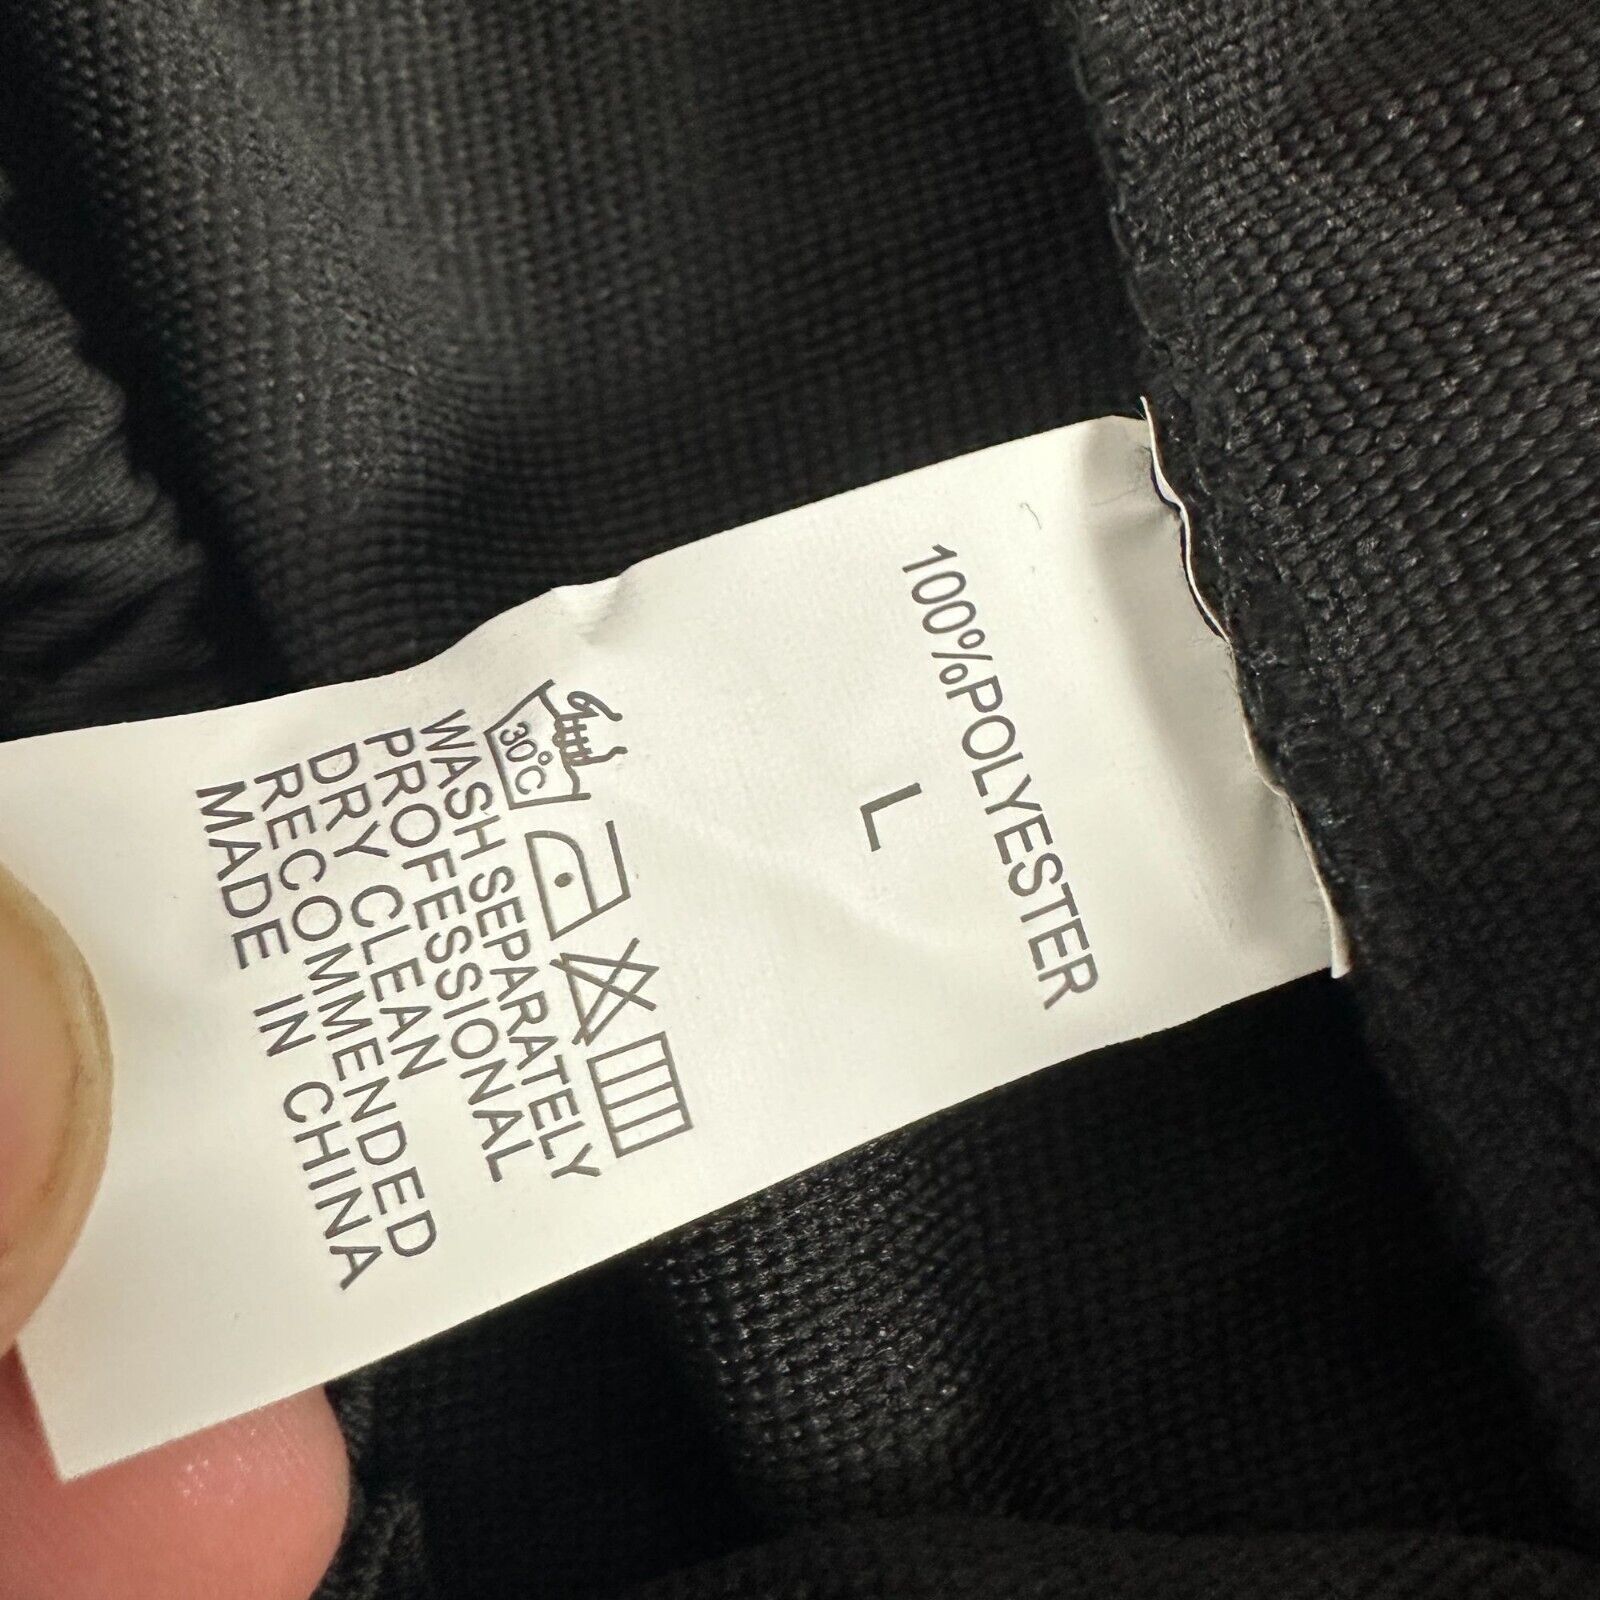 100%POLYESTER
L
30°C
WASH SEPARATELY
PROFESSIONAL
DRY CLEAN
RECOMMENDED
MADE IN CHINA